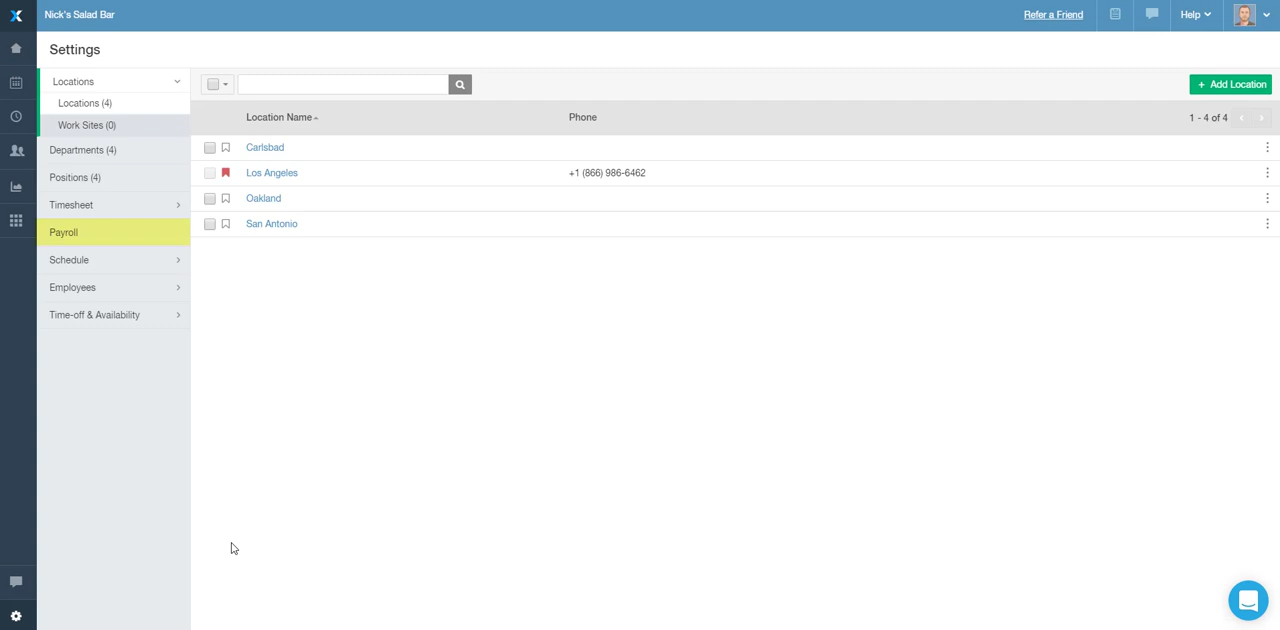 Nick's Salad Bar
Refer a Friend
Help
Settings
Locations
Locations (4)
Work Sites (0)
Departments (4)
Positions (4)
Timesheet
Payroll
Schedule
Employees
Time-off & Availability
+ Add Location
Location Name
Phone
1 - 4 of 4
Carlsbad
Los Angeles
+1 (866) 986-6462
Oakland
San Antonio